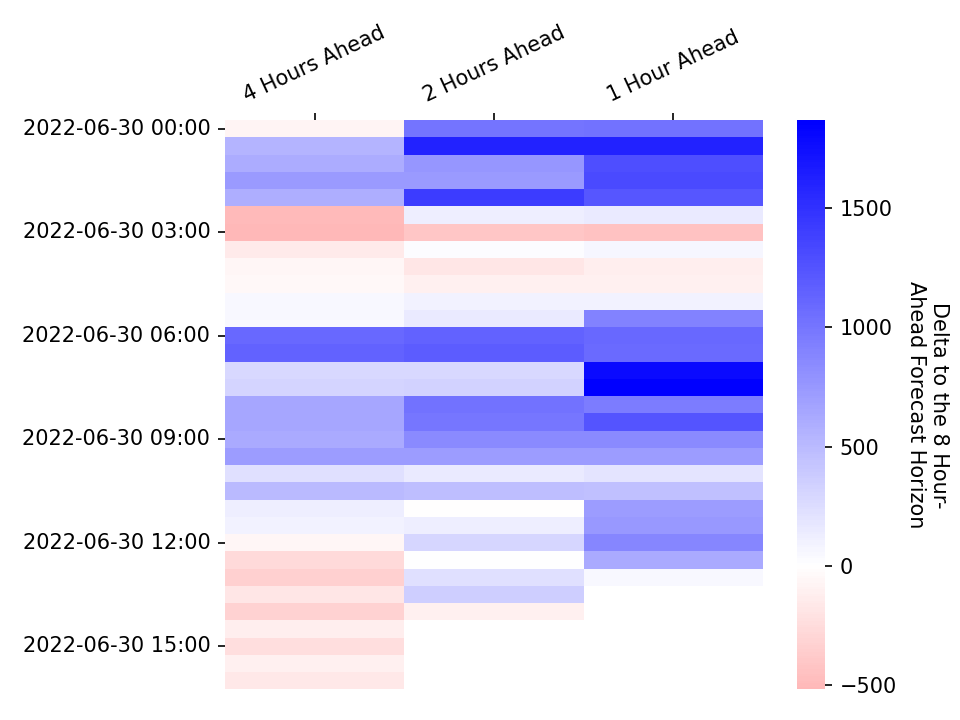 4 Hours Ahead
2 Hours Ahead
1 Hour Ahead
2022-06-30 00:00
2022-06-30 03:00
2022-06-30 06:00
2022-06-30 09:00
2022-06-30 12:00
2022-06-30 15:00
1500
1000
500
0
−500
Delta to the 8 Hour-
Ahead Forecast Horizon